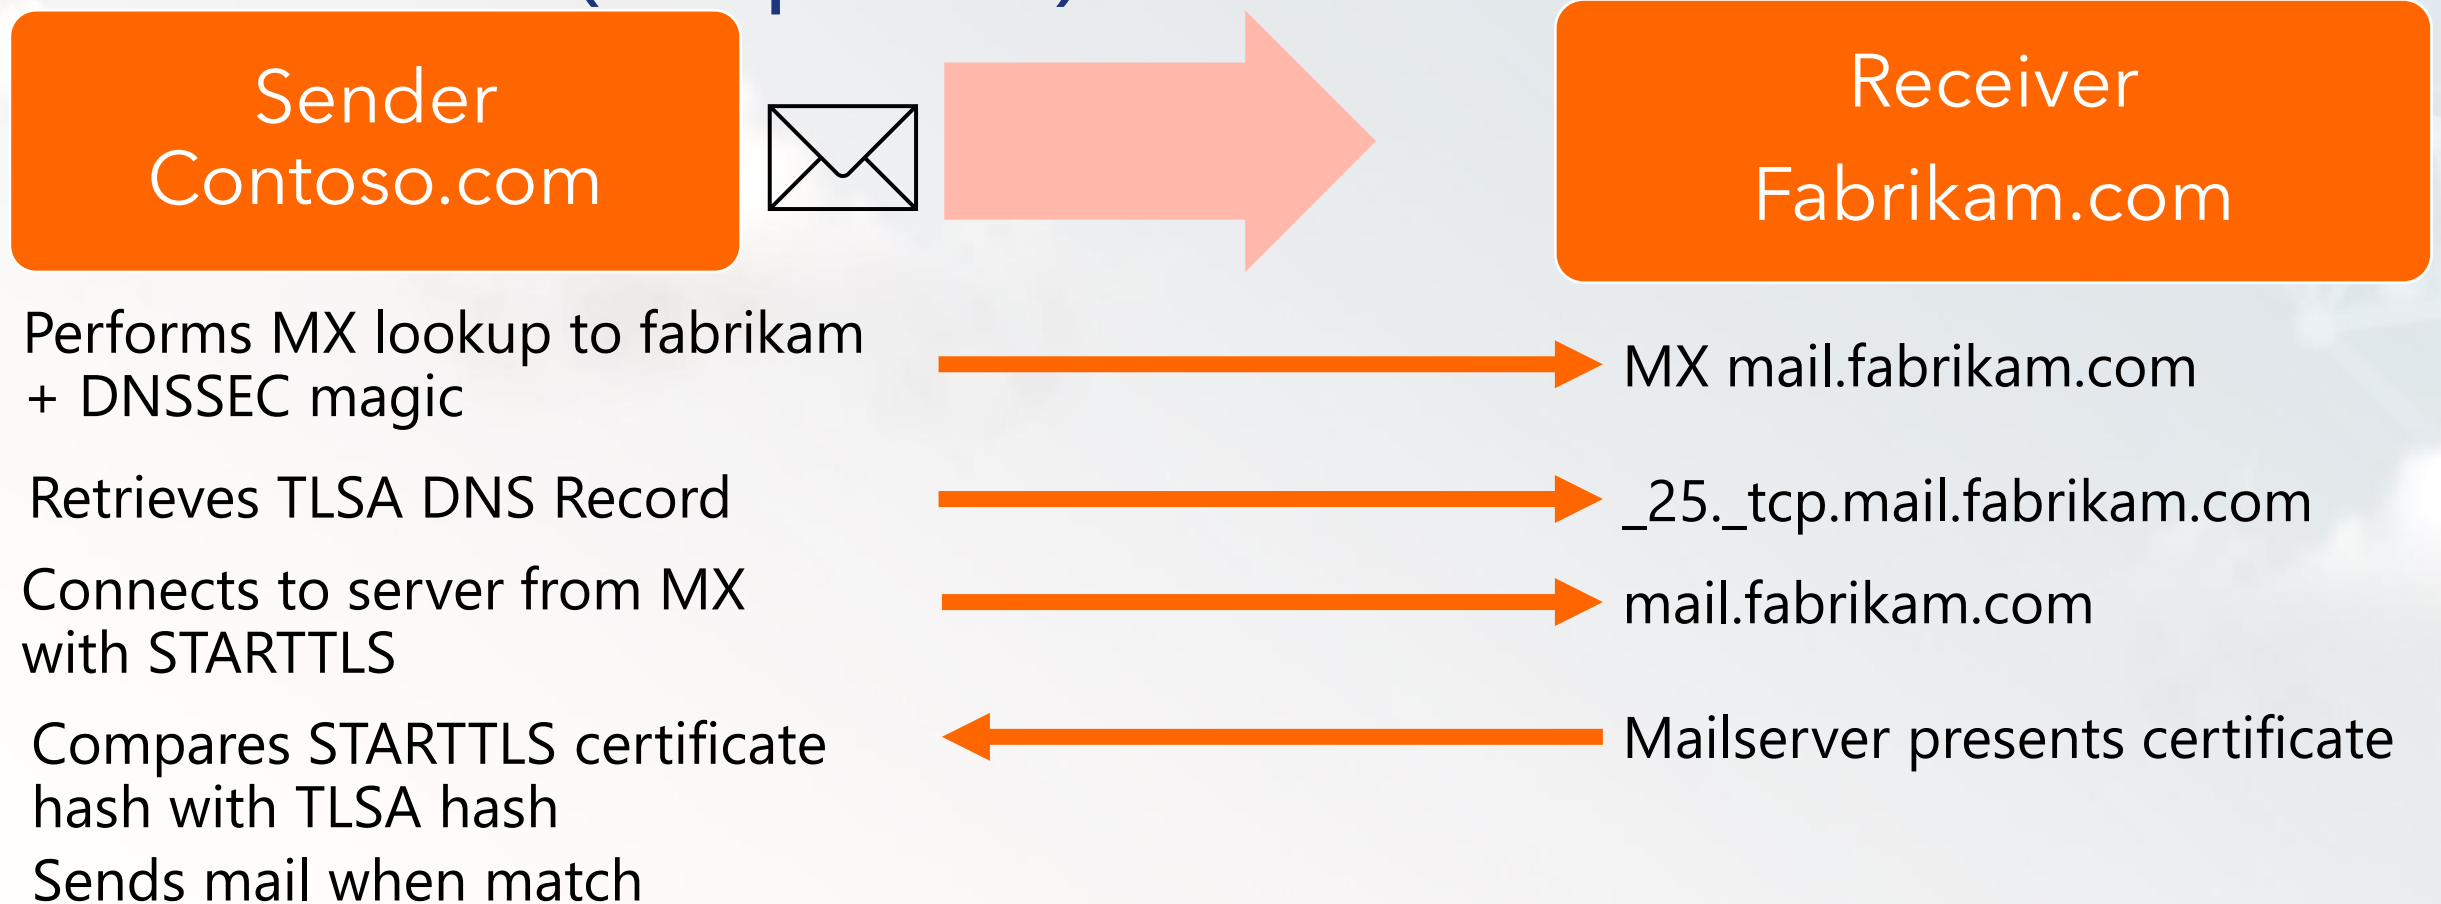 Sender
Contoso.com
Receiver
Fabrikam.com
Performs MX lookup to fabrikam
+ DNSSEC magic
MX mail.fabrikam.com
Retrieves TLSA DNS Record
_25._tcp.mail.fabrikam.com
Connects to server from MX
with STARTTLS
mail.fabrikam.com
Compares STARTTLS certificate
hash with TLSA hash
Mailserver presents certificate
Sends mail when match